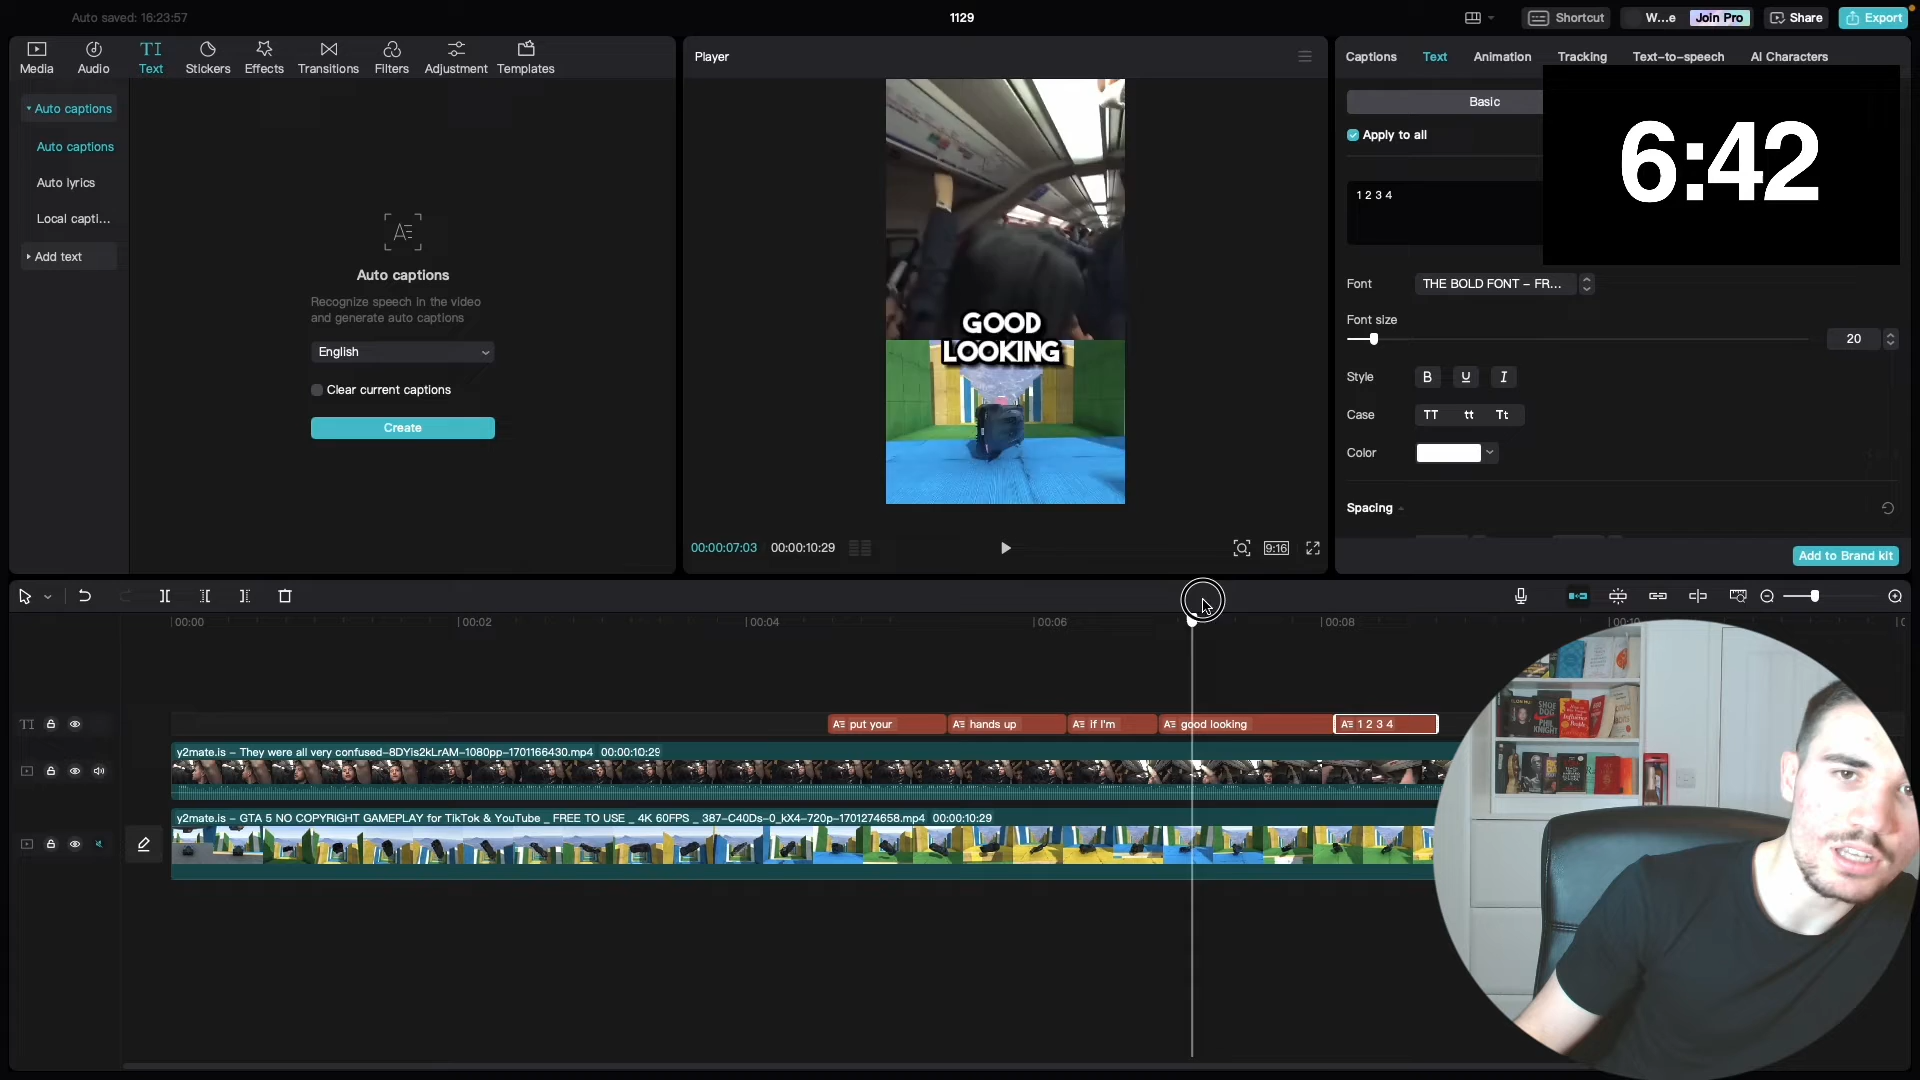 Auto saved: 16:23:57
1129
Shortcut
W...e
Join Pro
Share
Export
Media
Audio
TI
Text
Stickers
Effects
Transitions
Filters
Adjustment
Templates
Auto captions
Auto captions
Auto lyrics
Local capti...
Add text
Auto captions
Recognize speech in the video
and generate auto captions
English
Clear current captions
Create
Player
GOOD
LOOKING
00:00:07:03
00:00:10:29
9:16
Captions
Text
Animation
Tracking
Text-to-speech
AI Characters
Basic
Apply to all
6:42
1 2 3 4
Font
THE BOLD FONT - FR...
Font size
20
Style
B
U
I
Case
TT
tt
Tt
Color
Spacing
Add to Brand kit
00:00
00:02
00:04
00:06
00:08
00:10
TI
put your
hands up
if I'm
good looking
1 2 3 4
y2mate.is - They were all very confused-8DYis2kLrAM-1080pp-1701166430.mp4 00:00:10:29
y2mate.is - GTA 5 NO COPYRIGHT GAMEPLAY for TikTok & YouTube _ FREE TO USE _ 4K 60FPS _ 387-C40Ds-0_kX4-720p-1701274658.mp4 00:00:10:29
SHOE
DOG
PHIL
KNIGHT